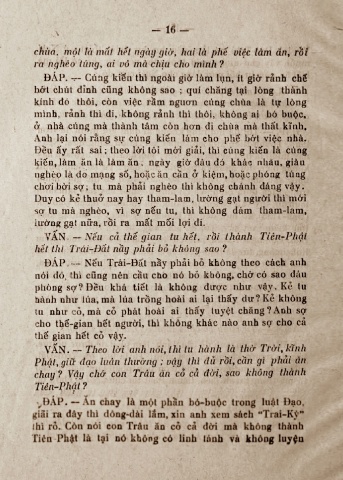 — 16 —
chùa, một là mất hết ngày giờ, hai là phế việc làm ăn, rồi
ra nghèo túng, ai vô mà chịu cho mình ?
ĐÁP. — Cúng kiến thì ngoài giờ làm lụn, ít giờ rảnh chế
bớt chút đỉnh cũng không sao ; quí chăng tại lòng thành
kính đó thôi, còn việc rằm nguơn cúng chùa là tự lòng
mình, rảnh thì đi, không rảnh thì thôi, không ai bó buộc,
ở nhà cúng mà thành tâm còn hơn đi chùa mà thất kỉnh.
Anh lại nói rằng sự cúng kiến làm cho phế bớt việc nhà.
Đều ấy rất sai ; theo lời tôi mới giải, thì cúng kiến là cúng
kiến, làm ăn là làm ăn ; ngày giờ đâu đó khác nhau, giàu
nghèo là do mạng số, hoặc ăn cần ở kiệm, hoặc phóng túng
chơi bời sợ ; tu mà phải nghèo thì không chánh đáng vậy.
Duy có kẻ thuở nay hay tham-lam, lường gạt người thì mới
sợ tu mà nghèo, vì sợ nếu tu, thì không dám tham-lam,
lường gạt nữa, rồi ra mất mối lợi đi.
VẤN. — Nếu cả thế gian tu hết, rồi thành Tiên-Phật
hết thì Trái-Đất nầy phải bỏ không sao ?
ĐÁP. — Nếu Trái-Đất nầy phải bỏ không theo cách anh
nói đó, thì cũng nên cầu cho nó bỏ không, chớ có sao đâu
phòng sợ ? Đều khá tiết là không được như vậy. Kẻ tu
hành như lúa, mà lúa trồng hoài ai lại thấy dư ? Kẻ không
tu như cỏ, mà cỏ phát hoài ai thấy tuyệt chăng ? Anh sợ
cho thế-gian hết người, thì không khác nào anh sợ cho cả
thế gian hết cỏ vậy.
VẤN. — Theo lời anh nói, thì tu hành là thờ Trời, kỉnh
Phật, giữ đạo luân thường ; vậy thì đủ rồi, cần gì phải ăn
chay ? Vậy chớ con Trâu ăn cỏ cả đời, sao không thành
Tiên-Phật ?
ĐÁP. — Ăn chay là một phần bó-buộc trong luật Đạo,
giải ra đây thì dông-dài lắm, xin anh xem sách “Trai-Kỳ”
thì rỏ. Còn nói con Trâu ăn cỏ cả đời mà không thành
Tiên Phật là tại nó không có linh tánh và không luyện